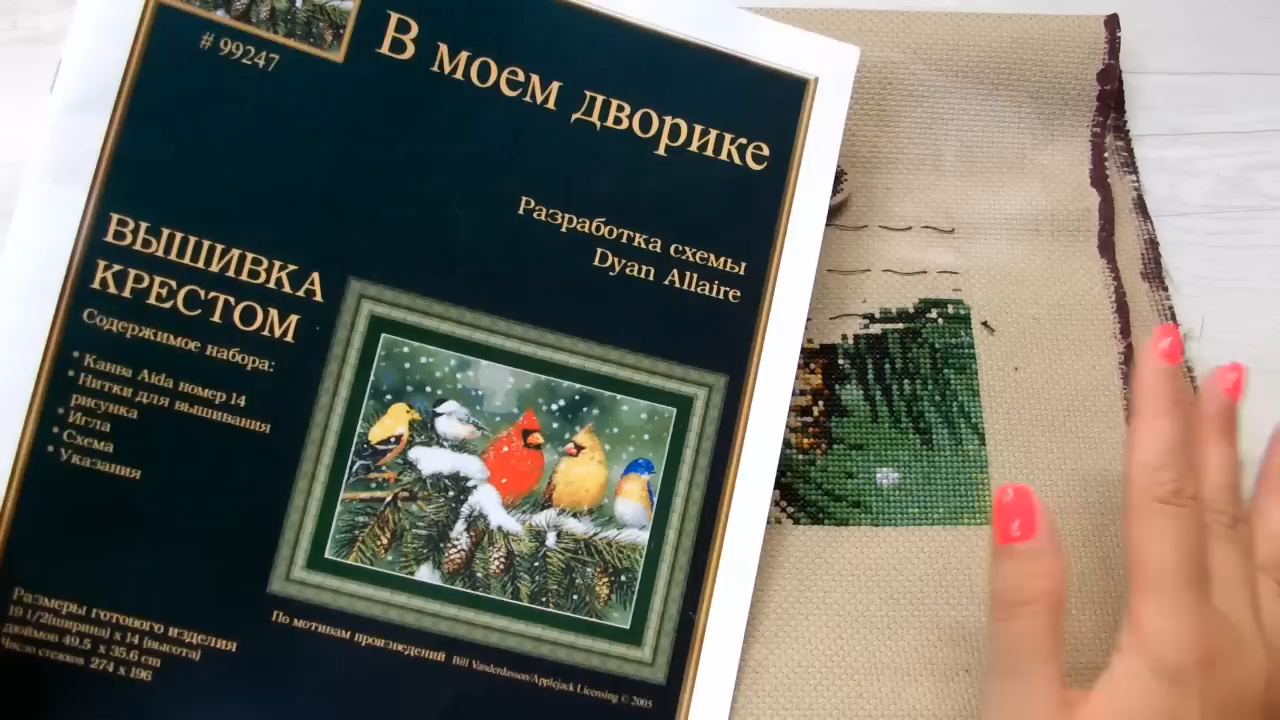 # 99247
В моем дворике
Разработка схемы
Dyan Allaire
ВЫШИВКА
КРЕСТОМ
Содержимое набора:
• Канва Aida номер 14
• Нитки для вышивания
рисунка
• Игла
• Схема
• Указания
Размеры готового изделия
19 1/2(ширина) x 14 (высота)
дюймов 49,5 x 35.6 cm
Число стежков 274 x 196
По мотивам произведений Bill Vanderdasson/Applejack Licensing © 2005